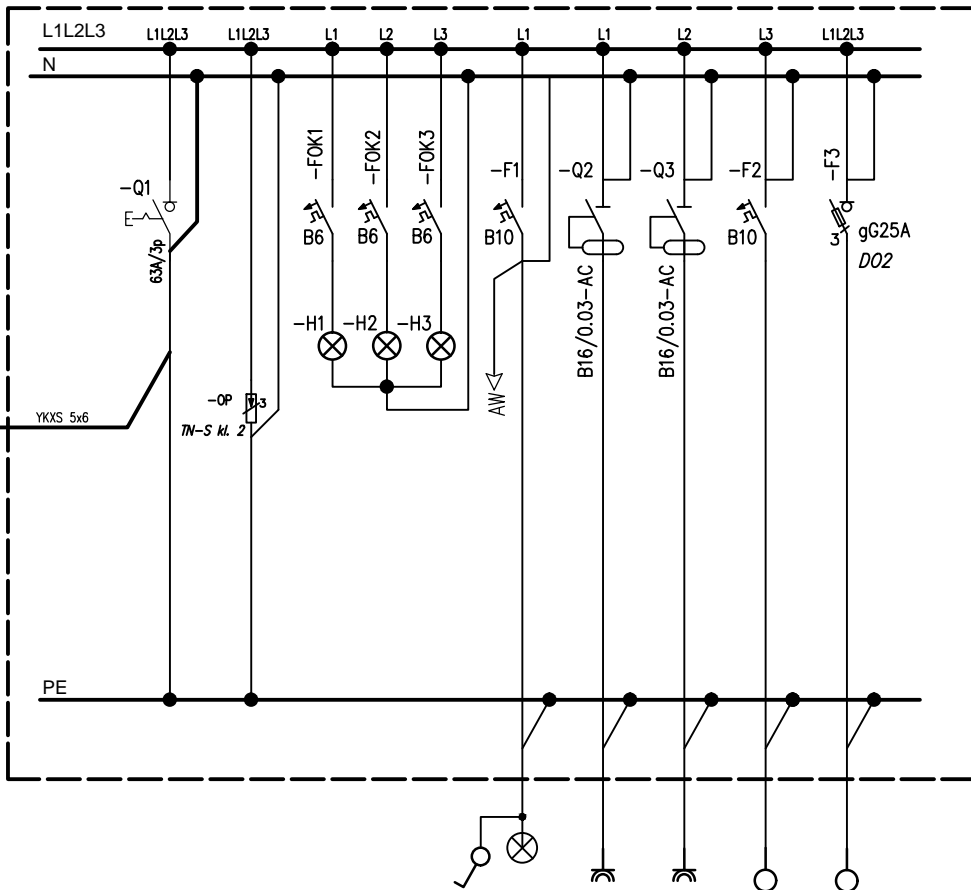 L1L2L3
L1L2L3 L1L2L3 L1 L2 L3 L1 L1 L2 L3 L1L2L3
N
-Q1
63A/3p
-FOK1
B6
-FOK2
B6
-FOK3
B6
-F1
B10
-Q2
B16/0.03-AC
-Q3
B16/0.03-AC
-F2
B10
-F3
3
gG25A
DO2
-H1
-H2
-H3
AW
-OP
3
TN-S kl. 2
YKXS 5x6
PE